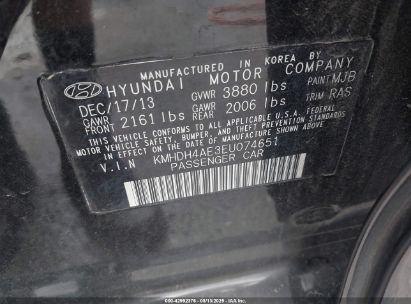 MANUFACTURED IN KOREA BY
HYUNDAI MOTOR COMPANY
DEC/17/13 GVWR 3880 lbs PAINT MJB
GAWR FRONT 2161 lbs GAWR REAR 2006 lbs TRIM RAS
THIS VEHICLE CONFORMS TO ALL APPLICABLE U.S. FEDERAL
MOTOR VEHICLE SAFETY, BUMPER, AND THEFT PREVENTION STANDARDS
IN EFFECT ON THE DATE OF MANUFACTURE SHOWN ABOVE.
V.I.N KMHDH4AE3EU074651
PASSENGER CAR